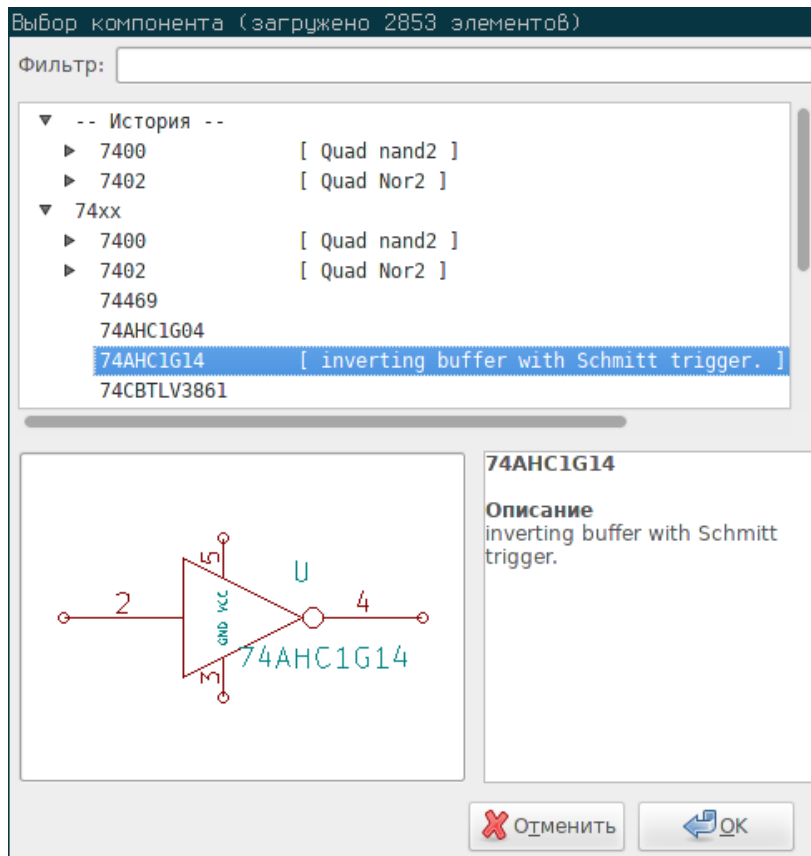 Выбор компонента (загружено 2853 элементов)
Фильтр:
-- История --
7400 [ Quad nand2 ]
7402 [ Quad Nor2 ]
74xx
7400 [ Quad nand2 ]
7402 [ Quad Nor2 ]
74469
74AHC1G04
74AHC1G14 [ inverting buffer with Schmitt trigger. ]
74CBTLV3861
5
U
2
VCC
GND
4
74AHC1G14
3
74AHC1G14
Описание
inverting buffer with Schmitt
trigger.
Отменить
OK